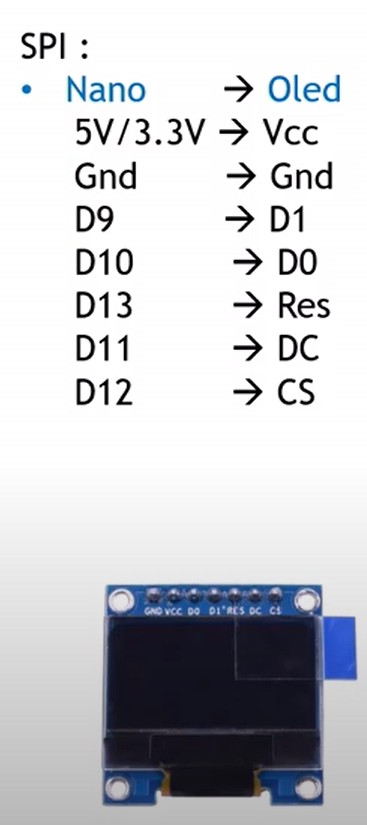 SPI :
• Nano → Oled
5V/3.3V → Vcc
Gnd → Gnd
D9 → D1
D10 → D0
D13 → Res
D11 → DC
D12 → CS
GND VCC D0 D1 RES DC CS